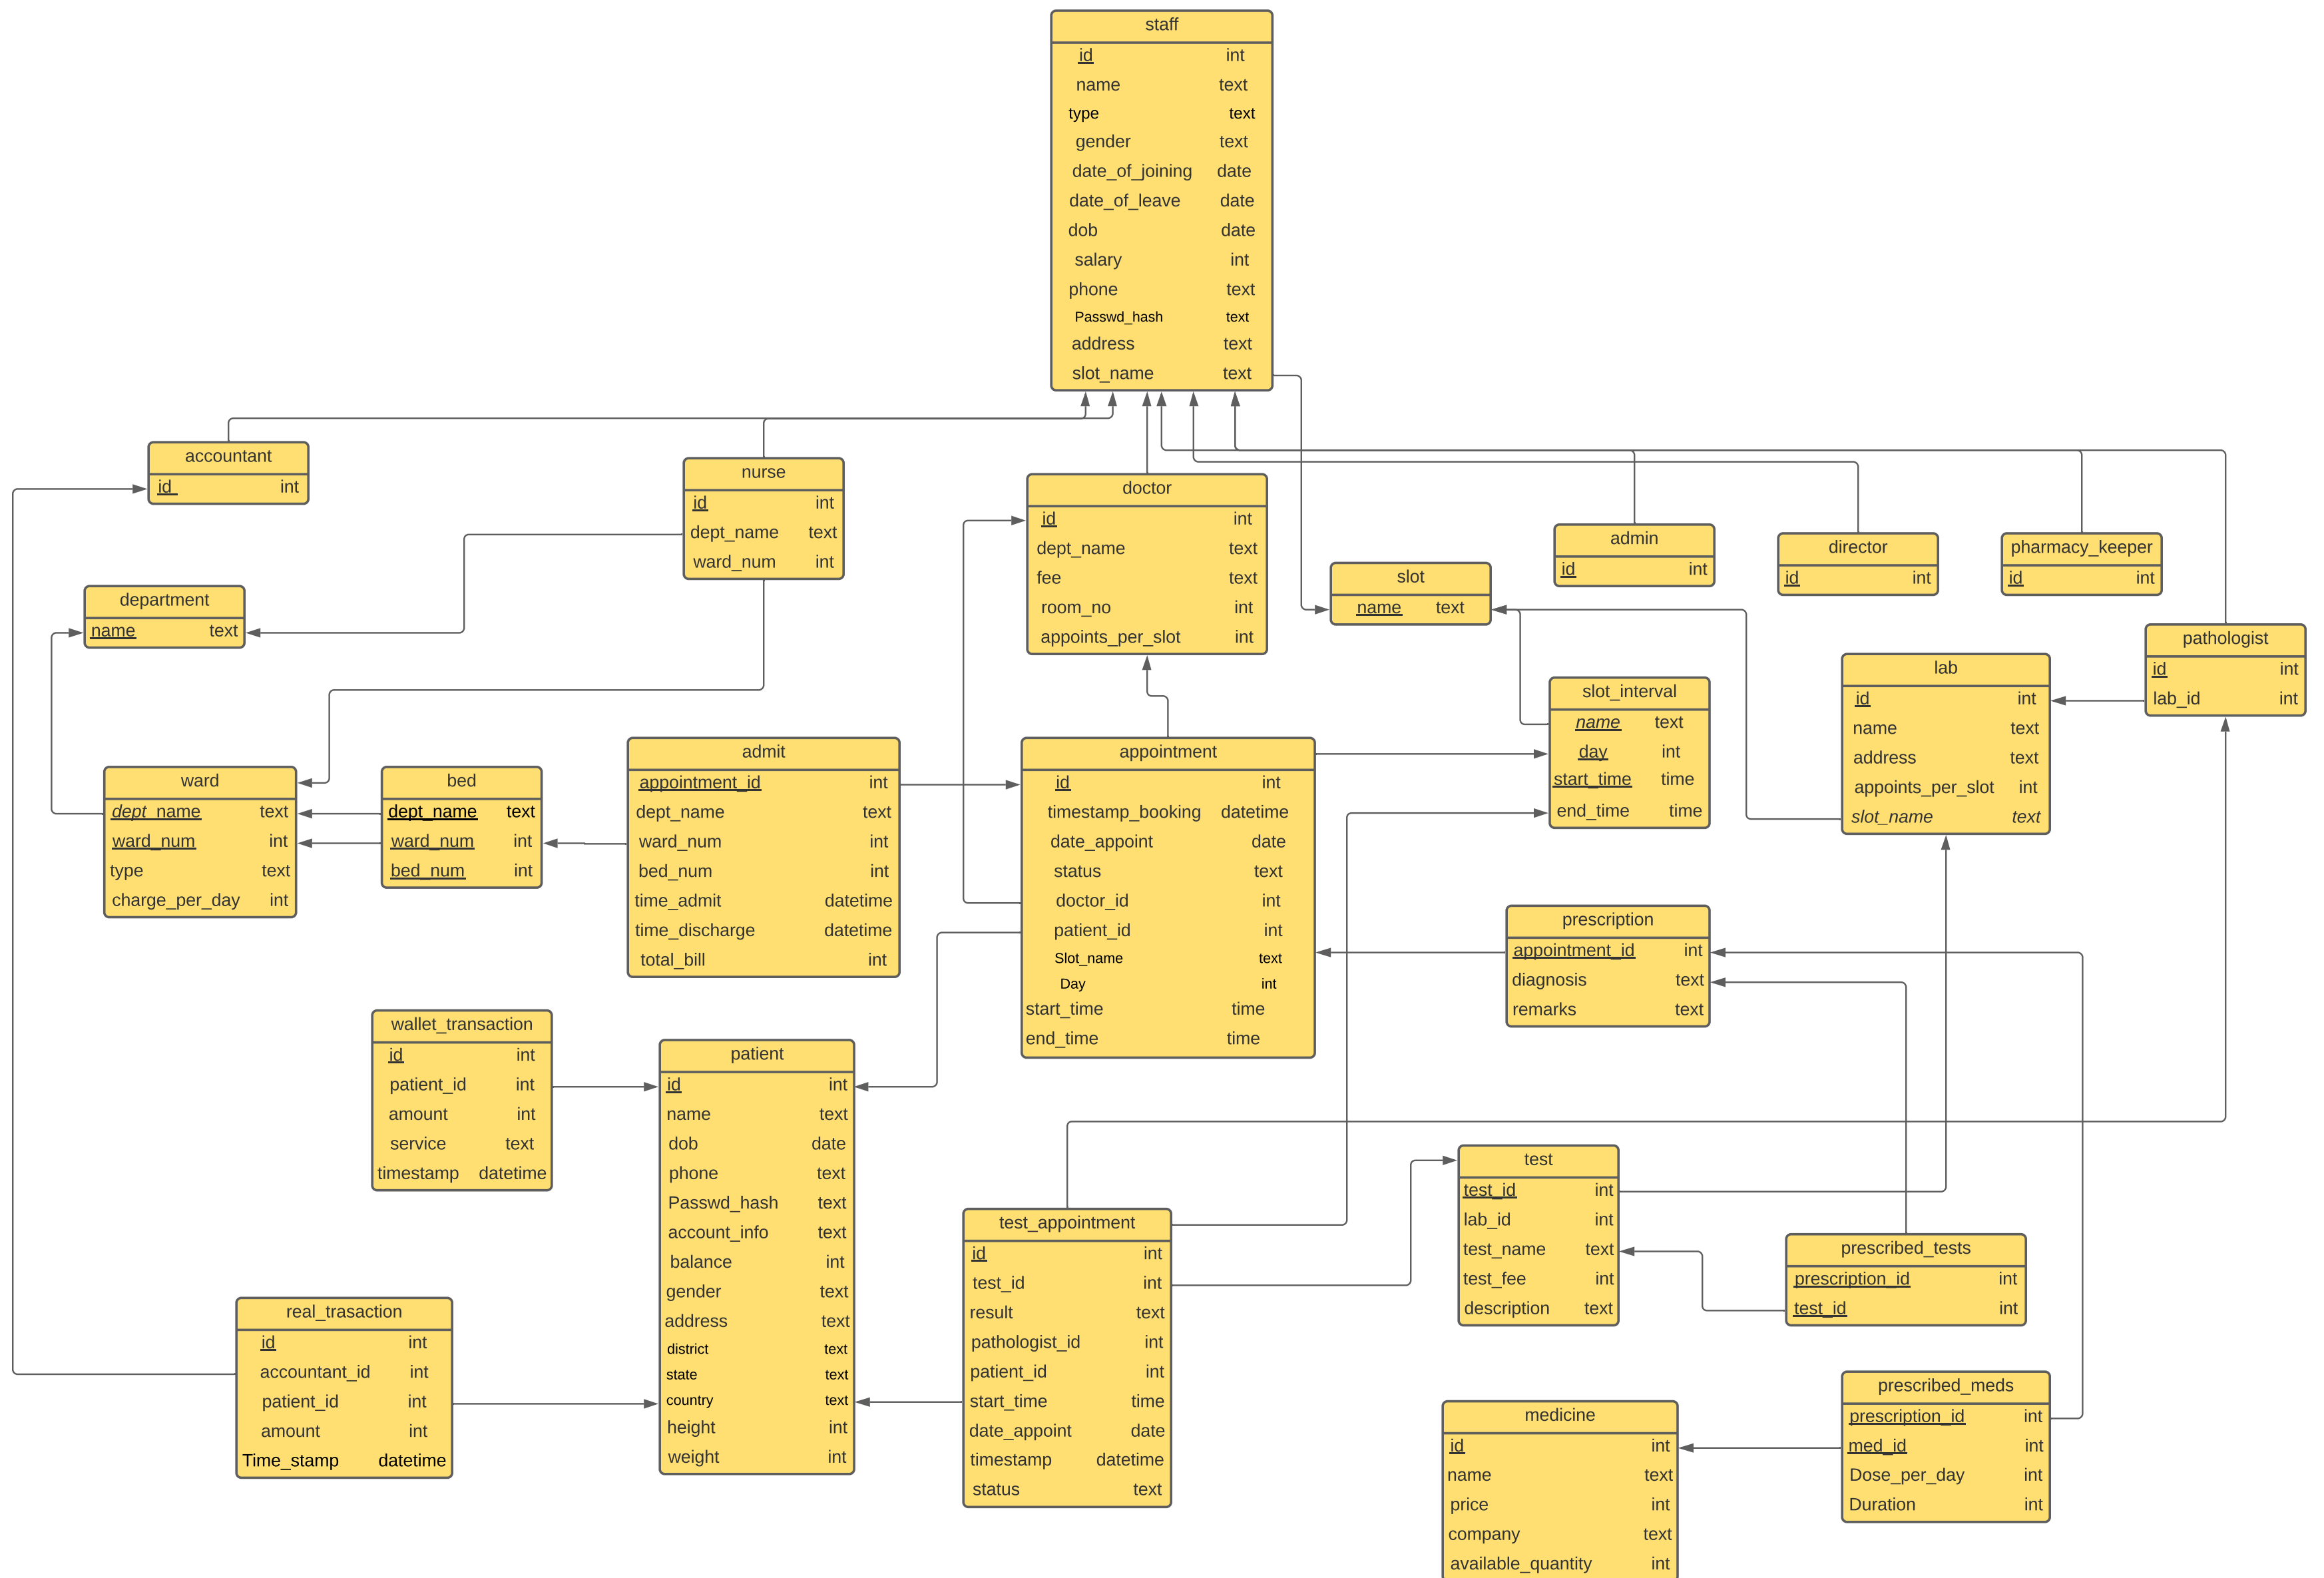 staff
id int
name text
type text
gender text
date_of_joining date
date_of_leave date
dob date
salary int
phone text
Passwd_hash text
address text
slot_name text
accountant
id int
nurse
id int
dept_name text
ward_num int
doctor
id int
dept_name text
fee text
room_no int
appoints_per_slot int
slot
name text
admin
id int
director
id int
pharmacy_keeper
id int
department
name text
pathologist
id int
lab_id int
lab
id int
name text
address text
appoints_per_slot int
slot_name text
slot_interval
name text
day int
start_time time
end_time time
ward
dept_name text
ward_num int
type text
charge_per_day int
bed
dept_name text
ward_num int
bed_num int
admit
appointment_id int
dept_name text
ward_num int
bed_num int
time_admit datetime
time_discharge datetime
total_bill int
appointment
id int
timestamp_booking datetime
date_appoint date
status text
doctor_id int
patient_id int
Slot_name text
Day int
start_time time
end_time time
prescription
appointment_id int
diagnosis text
remarks text
wallet_transaction
id int
patient_id int
amount int
service text
timestamp datetime
patient
id int
name text
dob date
phone text
Passwd_hash text
account_info text
balance int
gender text
address text
district text
state text
country text
height int
weight int
test_appointment
id int
test_id int
result text
pathologist_id int
patient_id int
start_time time
date_appoint date
timestamp datetime
status text
test
test_id int
lab_id int
test_name text
test_fee int
description text
prescribed_tests
prescription_id int
test_id int
real_trasaction
id int
accountant_id int
patient_id int
amount int
Time_stamp datetime
medicine
id int
name text
price int
company text
available_quantity int
prescribed_meds
prescription_id int
med_id int
Dose_per_day int
Duration int